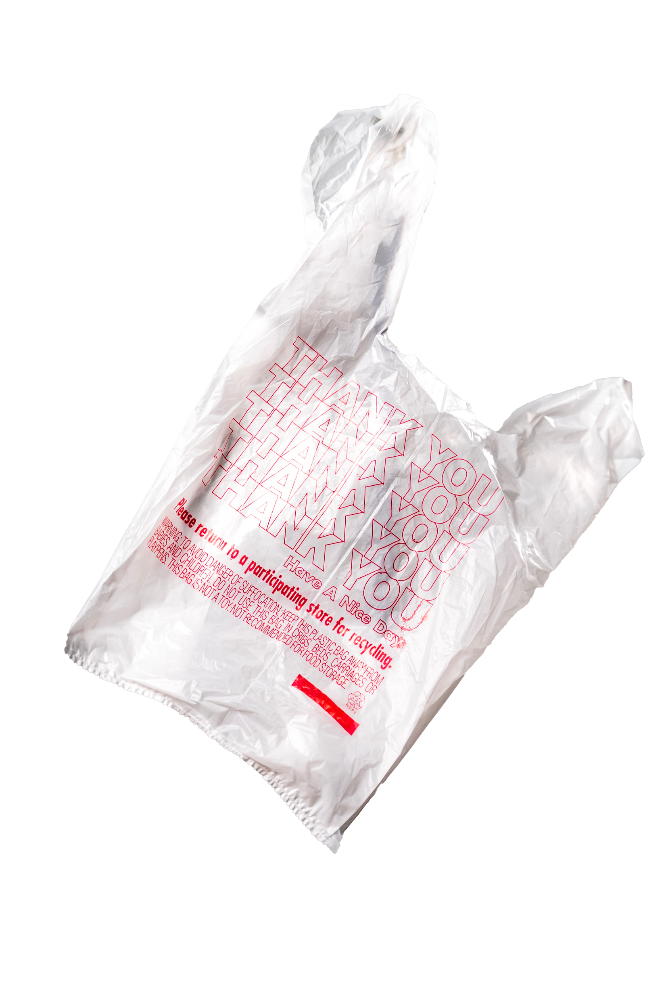 THANK YOU
THANK YOU
THANK YOU
THANK YOU
THANK YOU
Have A Nice Day
Please return to a participating store for recycling.
WARNING: TO AVOID DANGER OF SUFFOCATION, KEEP THIS PLASTIC BAG AWAY FROM
BABIES AND CHILDREN. DO NOT USE THIS BAG IN CRIBS, BEDS, CARRIAGES OR
PLAYPENS. THIS BAG IS NOT A TOY. NOT RECOMMENDED FOR FOOD STORAGE.
2
H.D.P.E